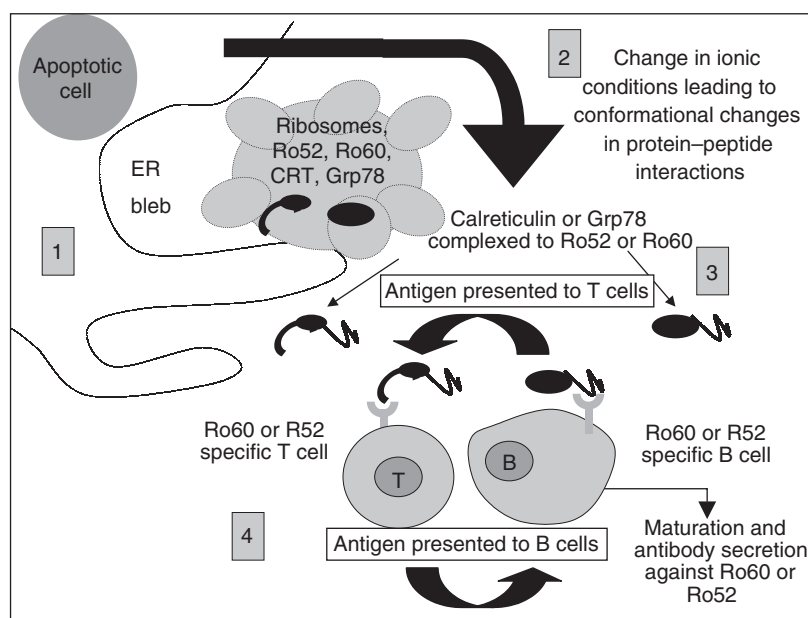 Apoptotic
cell
2
Change in ionic
conditions leading to
conformational changes
in protein–peptide
interactions
Ribosomes,
Ro52, Ro60,
CRT, Grp78
ER
bleb
1
Calreticulin or Grp78
complexed to Ro52 or Ro60
3
Antigen presented to T cells
Ro60 or R52
specific T cell
T
B
Ro60 or R52
specific B cell
4
Antigen presented to B cells
Maturation and
antibody secretion
against Ro60 or
Ro52